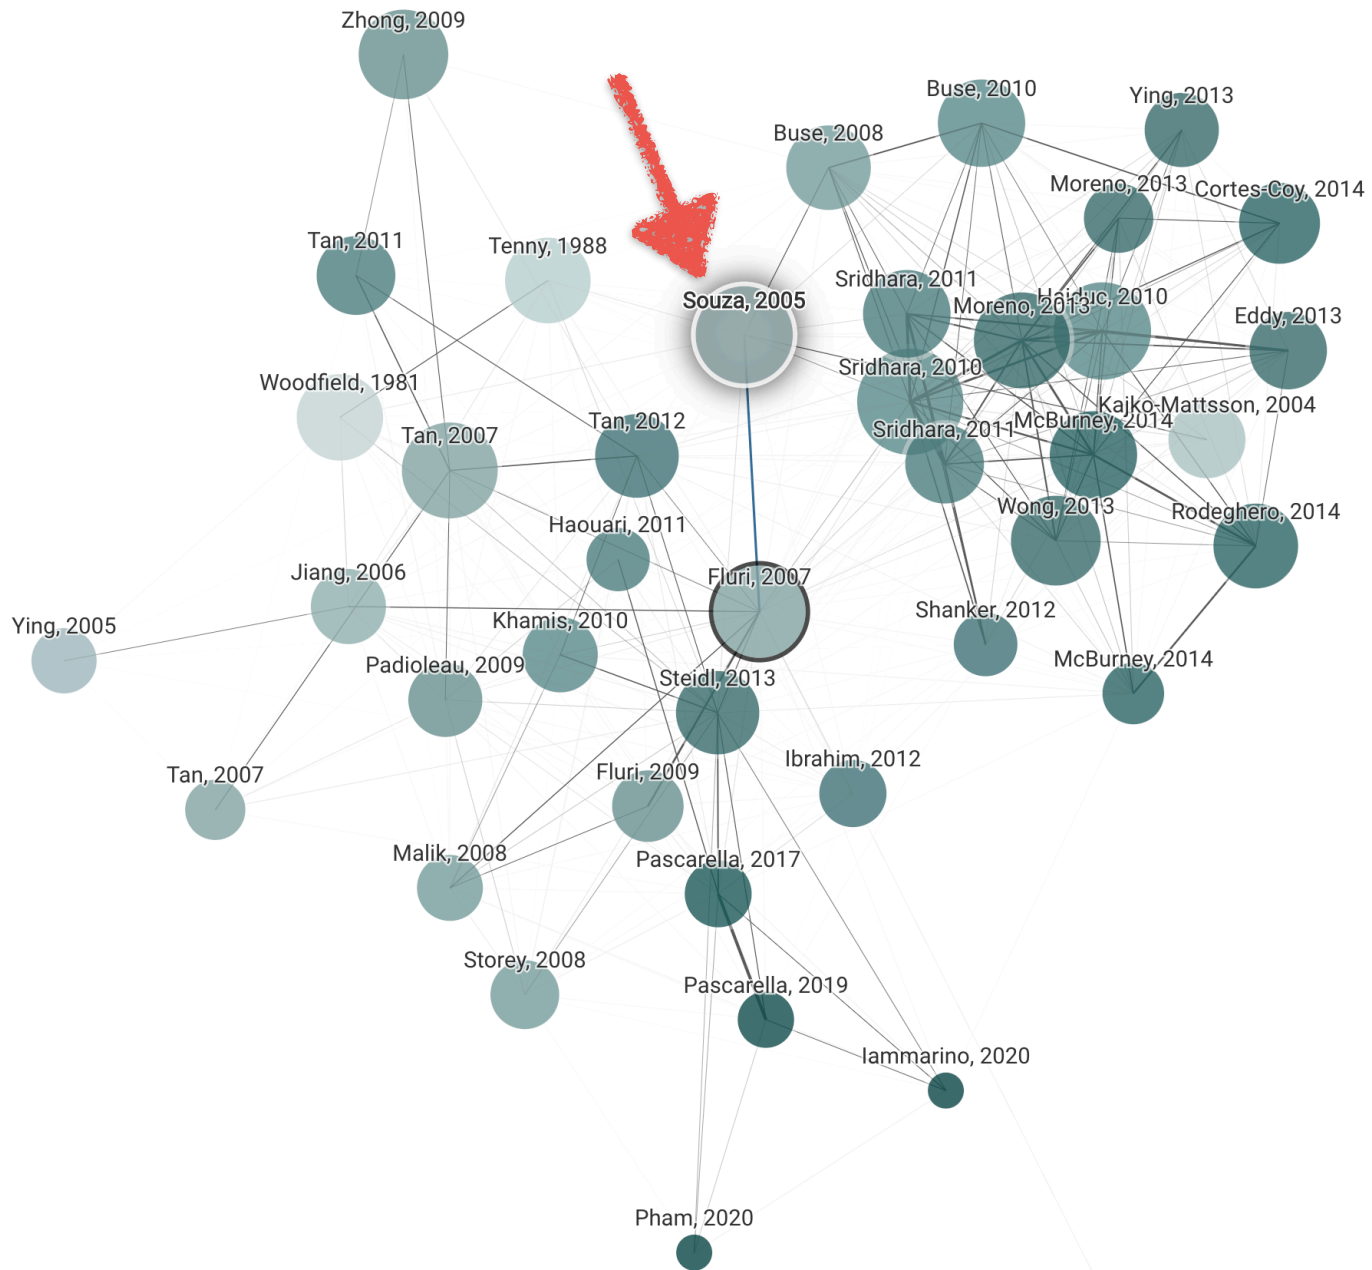 Zhong, 2009
Buse, 2010
Ying, 2013
Buse, 2008
Moreno, 2013
Cortes-Coy, 2014
Tan, 2011
Tenny, 1988
Sridhara, 2011
Souza, 2005
Moreno, 2013
Haiduc, 2010
Eddy, 2013
Sridhara, 2010
Woodfield, 1981
Kajko-Mattsson, 2004
Tan, 2012
McBurney, 2014
Sridhara, 2011
Tan, 2007
Wong, 2013
Rodeghero, 2014
Haouari, 2011
Jiang, 2006
Fluri, 2007
Shanker, 2012
Khamis, 2010
Ying, 2005
McBurney, 2014
Padioleau, 2009
Steidl, 2013
Ibrahim, 2012
Fluri, 2009
Tan, 2007
Malik, 2008
Pascarella, 2017
Storey, 2008
Pascarella, 2019
Iammarino, 2020
Pham, 2020